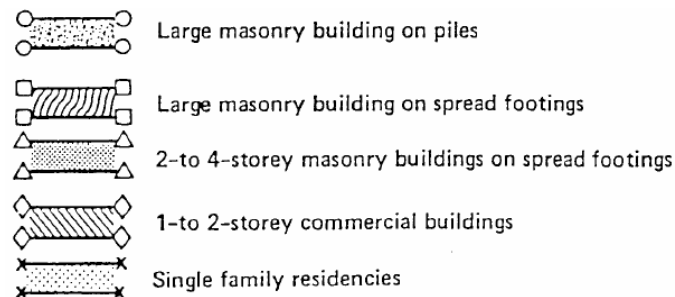 Large masonry building on piles
Large masonry building on spread footings
2-to 4-storey masonry buildings on spread footings
1-to 2-storey commercial buildings
Single family residencies